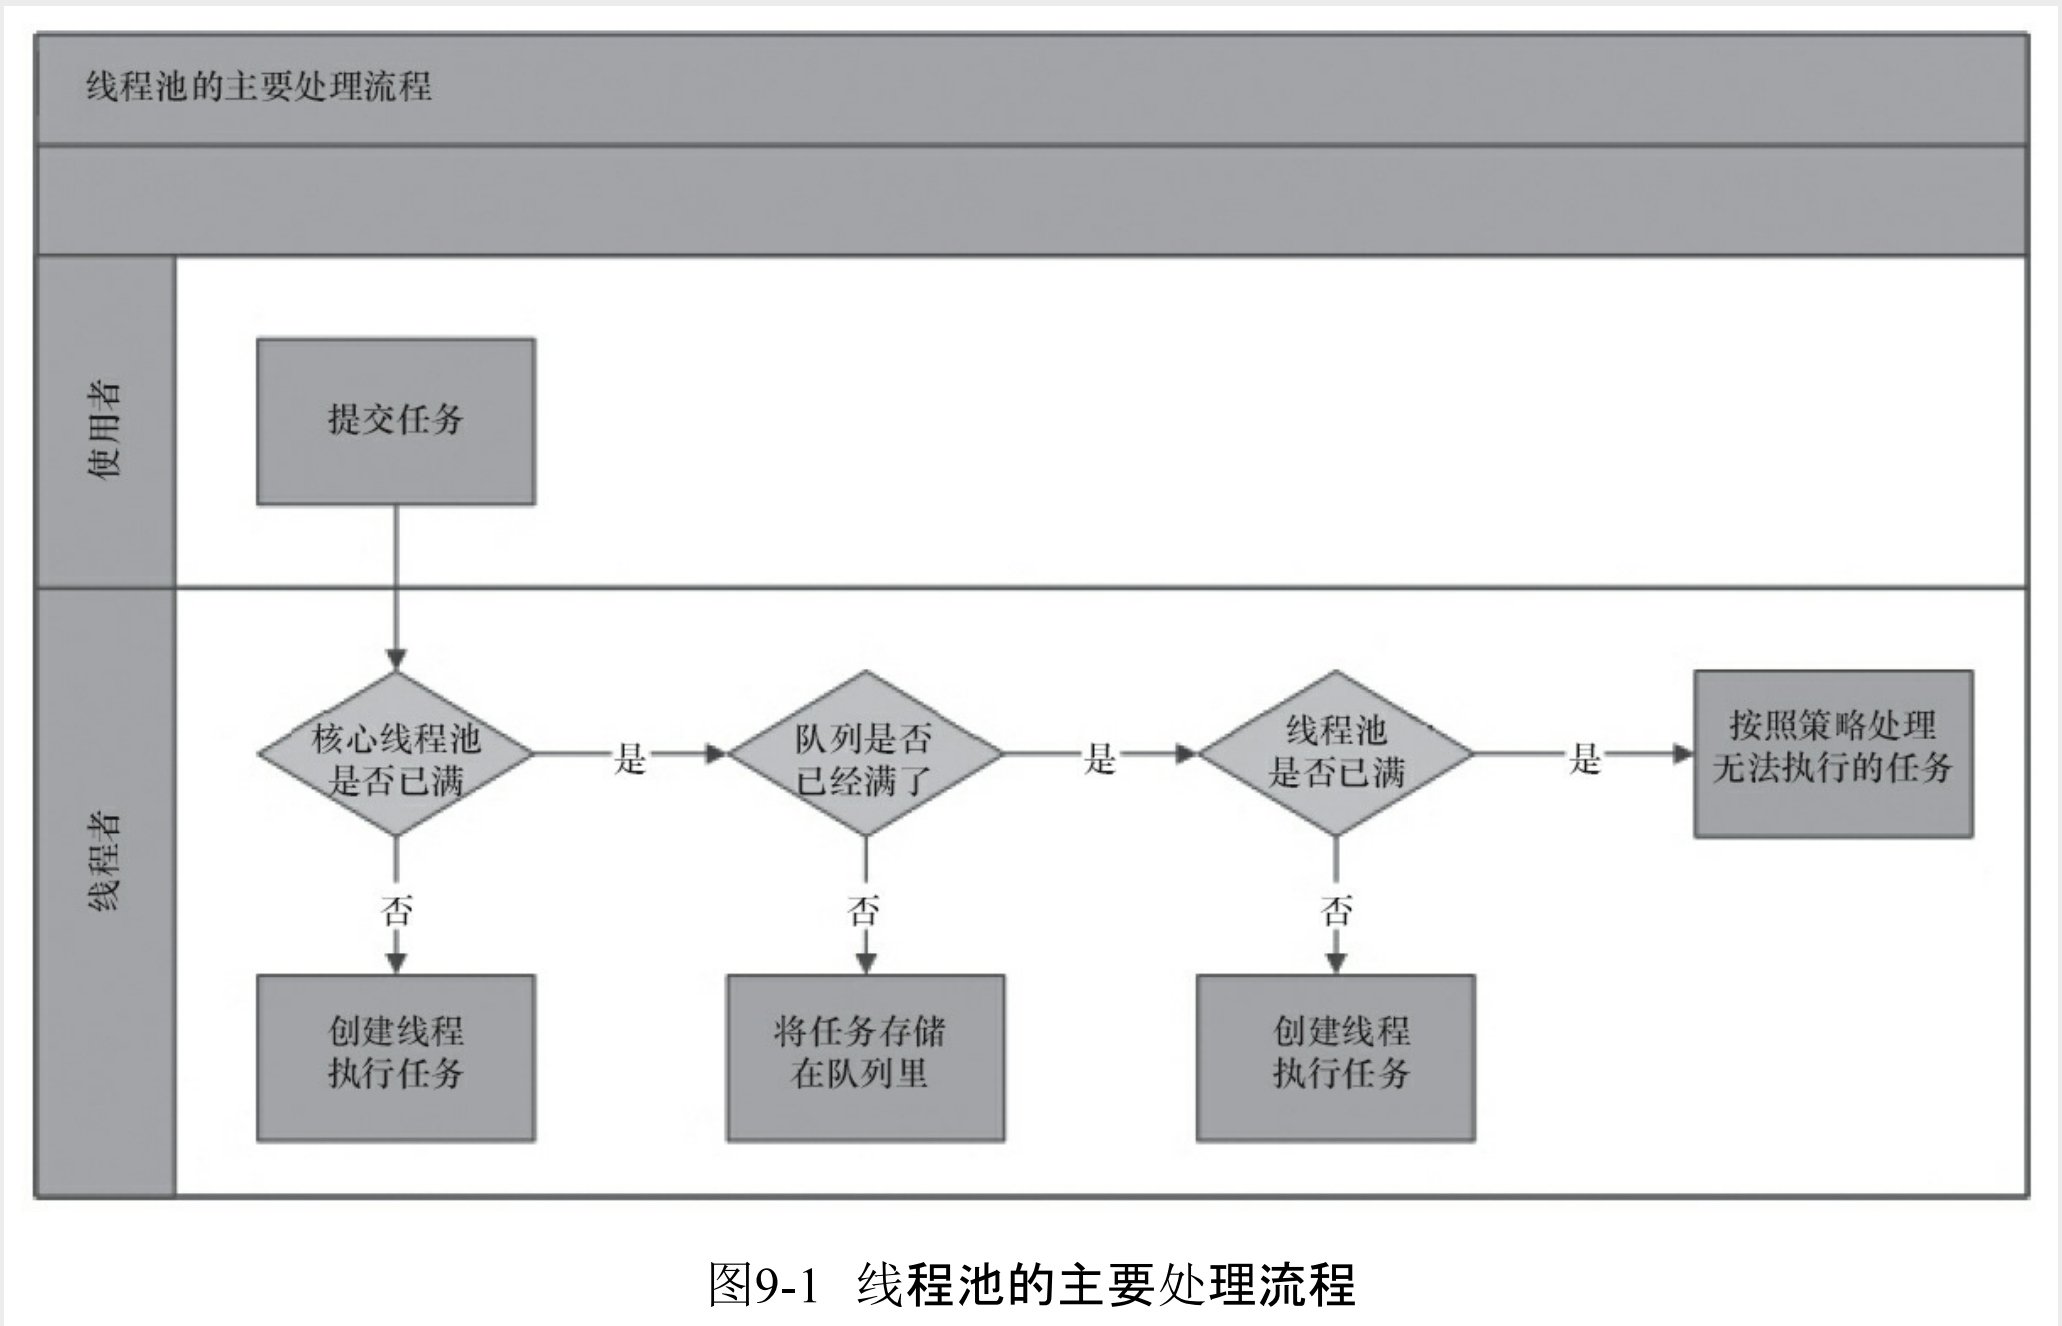 线程池的主要处理流程
使用者
提交任务
线程者
核心线程池
是否已满
是
队列是否
已经满了
是
线程池
是否已满
是
按照策略处理
无法执行的任务
否
否
否
创建线程
执行任务
将任务存储
在队列里
创建线程
执行任务
图9-1 线程池的主要处理流程